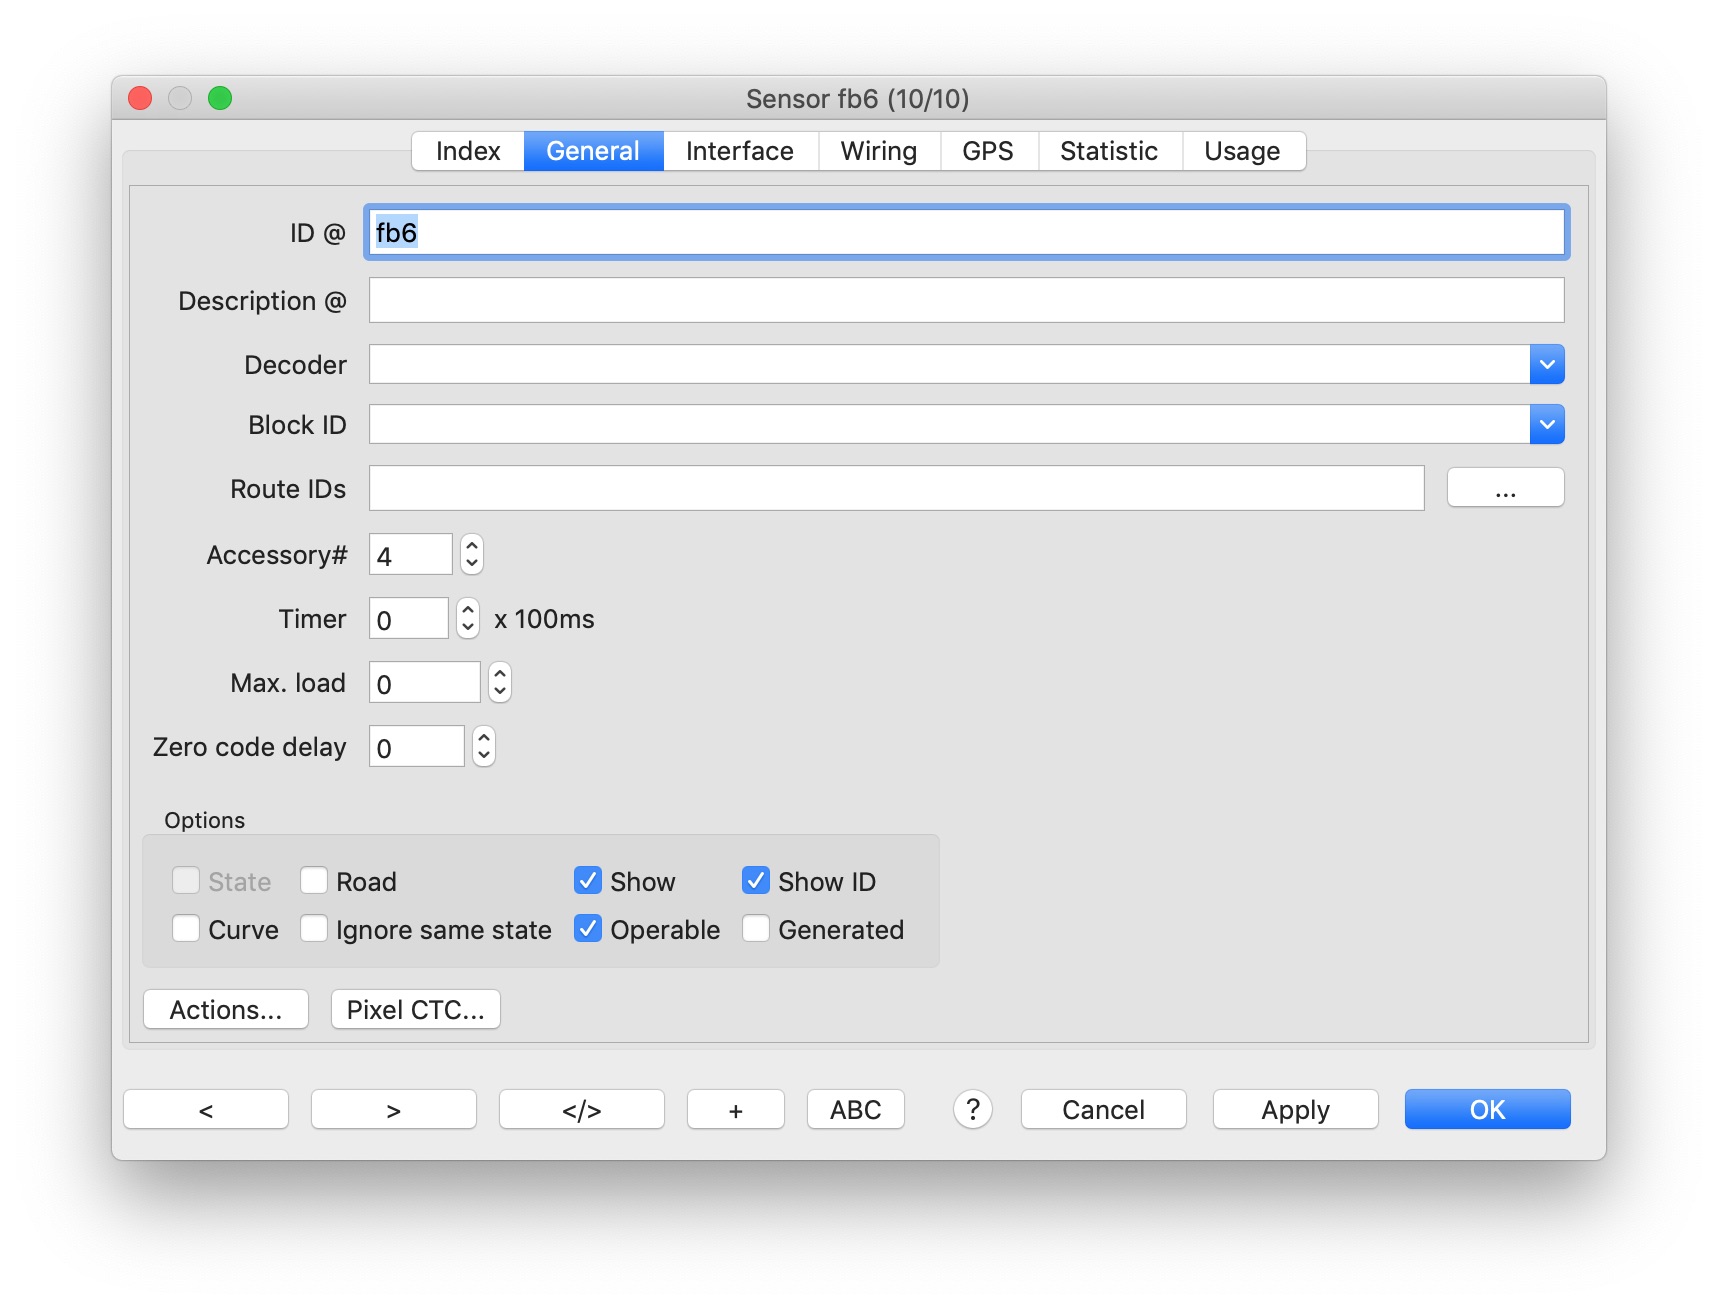 Sensor fb6 (10/10)
Index General Interface Wiring GPS Statistic Usage
ID @ fb6
Description @
Decoder
Block ID
Route IDs ...
Accessory# 4
Timer 0 x 100ms
Max. load 0
Zero code delay 0
Options
State Road Show Show ID
Curve Ignore same state Operable Generated
Actions... Pixel CTC...
< > </> + ABC ? Cancel Apply OK